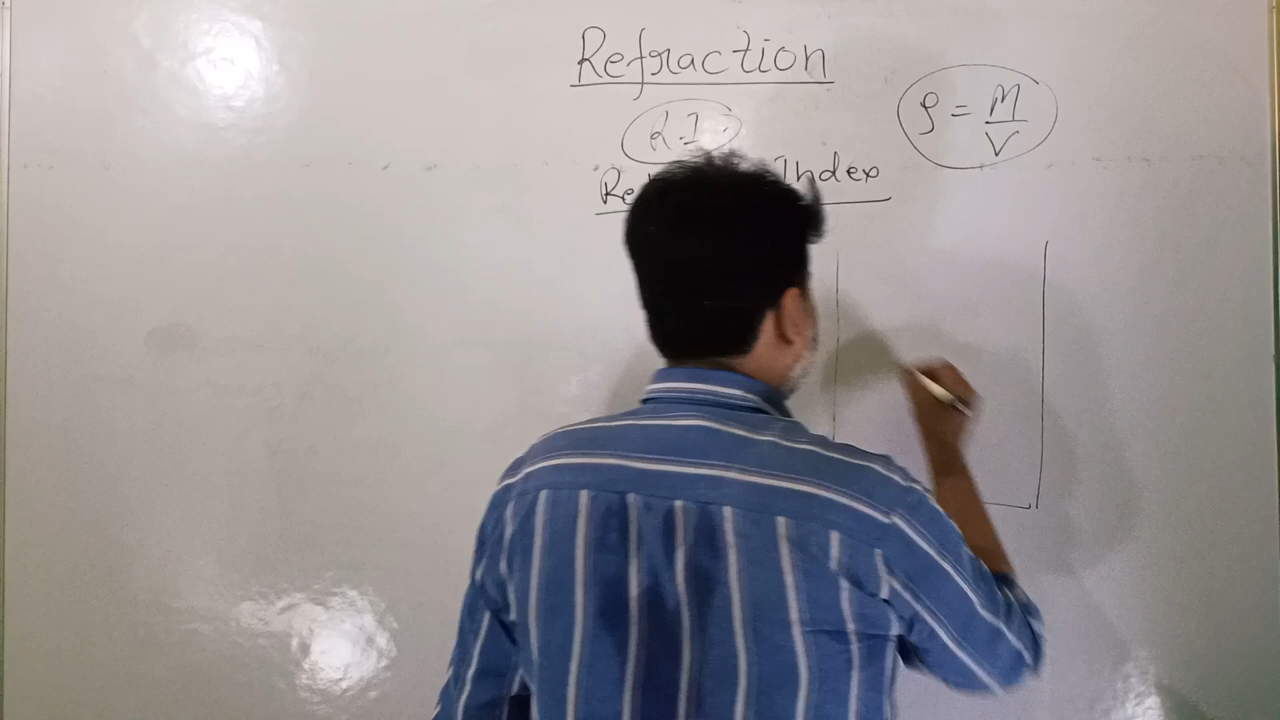 Refraction
R.I.
ρ = M/V
Index